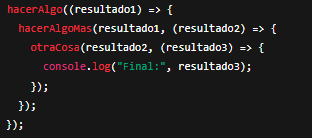 hacerAlgo((resultado1) => {
  hacerAlgoMas(resultado1, (resultado2) => {
    otraCosa(resultado2, (resultado3) => {
      console.log("Final:", resultado3);
    });
  });
});